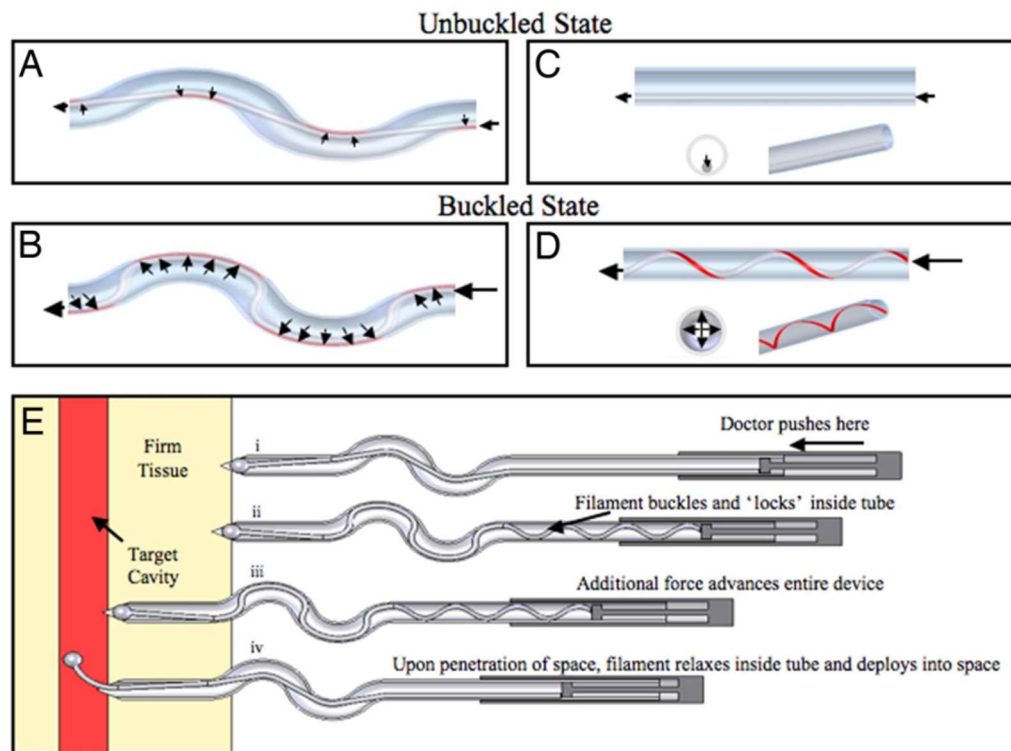 Unbuckled State
A
C
Buckled State
B
D
E
Firm
Tissue
Target
Cavity
i
Doctor pushes here
ii
Filament buckles and ‘locks’ inside tube
iii
Additional force advances entire device
iv
Upon penetration of space, filament relaxes inside tube and deploys into space